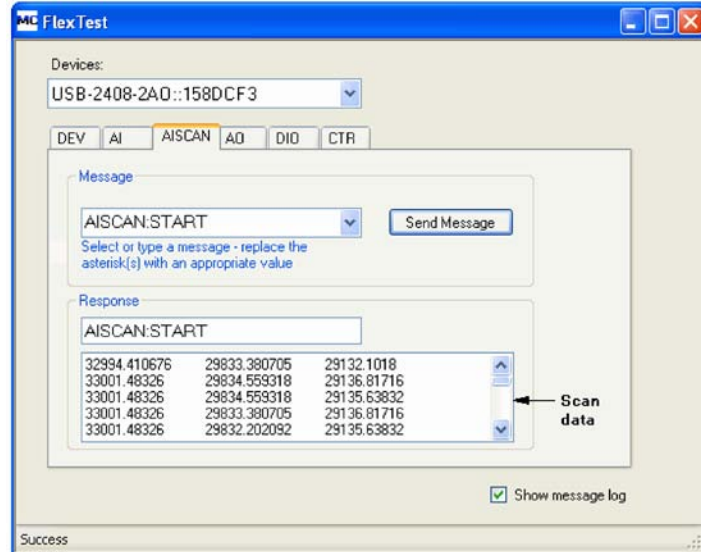 MC FlexTest
Devices:
USB-2408-2AO::158DCF3
DEV AI AISCAN AO DIO CTR
Message
AISCAN:START
Send Message
Select or type a message - replace the
asterisk(s) with an appropriate value
Response
AISCAN:START
32994.410676 29833.380705 29132.1018
33001.48326 29834.559318 29136.81716
33001.48326 29834.559318 29135.63832
33001.48326 29833.380705 29136.81716
33001.48326 29832.202092 29135.63832
Scan
data
Show message log
Success